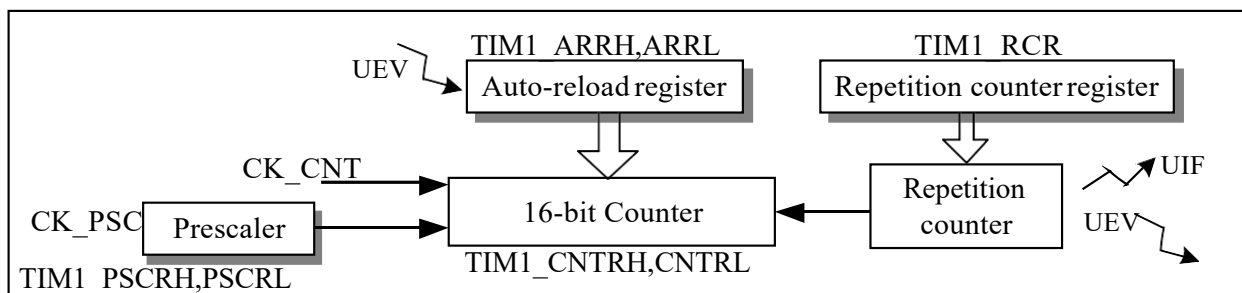 TIM1_ARRH,ARRL
TIM1_RCR
UEV
Auto-reload register
Repetition counter register
CK_CNT
UIF
16-bit Counter
Repetition
counter
CK_PSC
Prescaler
UEV
TIM1_CNTRH,CNTRL
TIM1_PSCRH,PSCRL